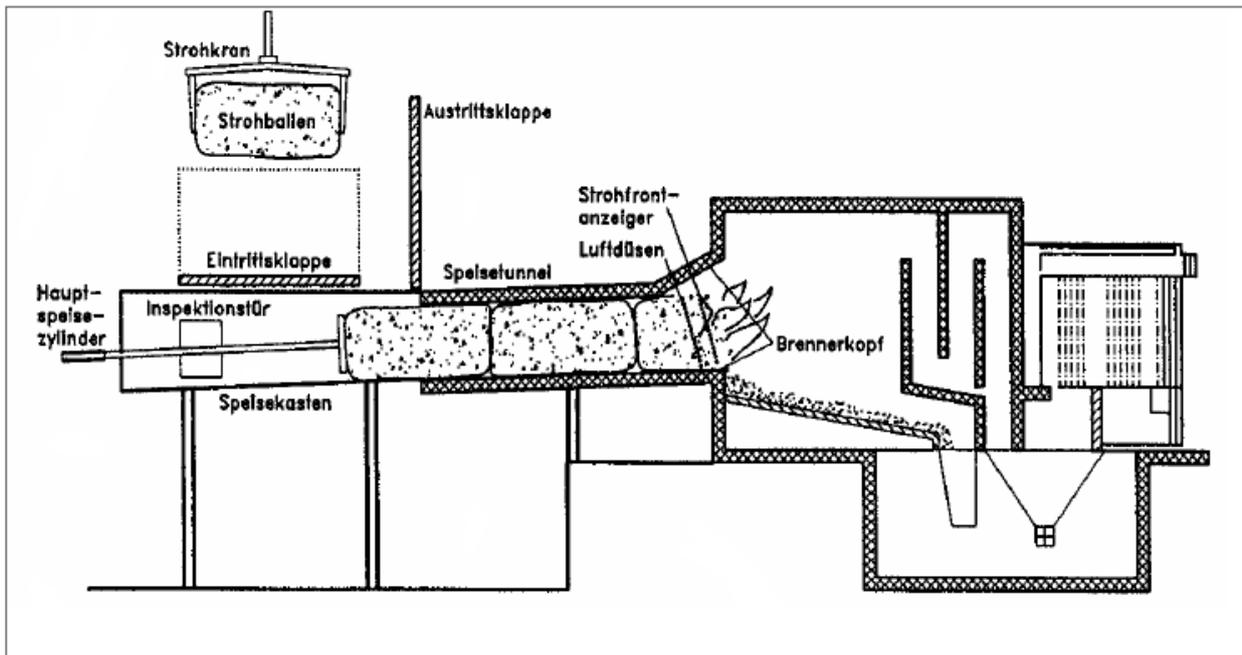 Strohkran
Strohballen
Austrittsklappe
Strohfront-
anzeiger
Luftdüsen
Eintrittsklappe
Speisetunnel
Haupt-
speise-
zylinder
Inspektionstür
Brennerkopf
Speisekasten